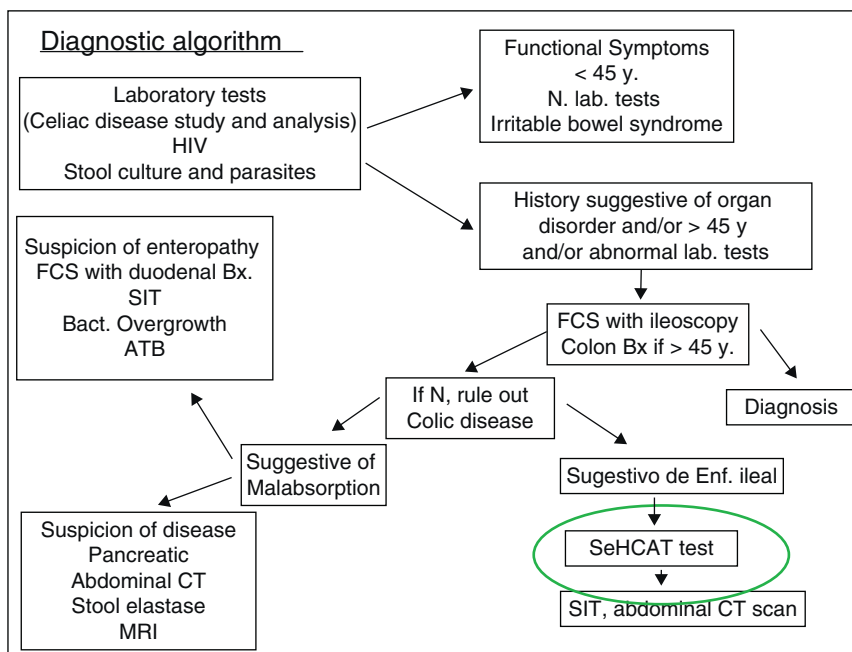 Diagnostic algorithm
Laboratory tests
(Celiac disease study and analysis)
HIV
Stool culture and parasites
Functional Symptoms
< 45 y.
N. lab. tests
Irritable bowel syndrome
History suggestive of organ
disorder and/or > 45 y
and/or abnormal lab. tests
Suspicion of enteropathy
FCS with duodenal Bx.
SIT
Bact. Overgrowth
ATB
FCS with ileoscopy
Colon Bx if > 45 y.
If N, rule out
Colic disease
Diagnosis
Suggestive of
Malabsorption
Sugestivo de Enf. ileal
Suspicion of disease
Pancreatic
Abdominal CT
Stool elastase
MRI
SeHCAT test
SIT, abdominal CT scan